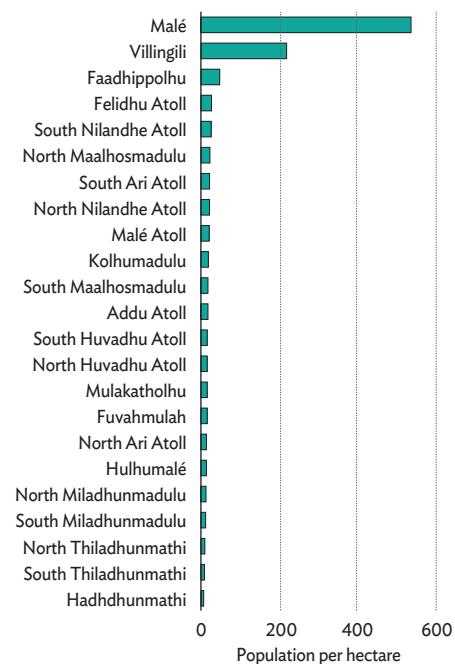 Malé
Villingili
Faadhippolhu
Felidhu Atoll
South Nilandhe Atoll
North Maalhosmadulu
South Ari Atoll
North Nilandhe Atoll
Malé Atoll
Kolhumadulu
South Maalhosmadulu
Addu Atoll
South Huvadhu Atoll
North Huvadhu Atoll
Mulakatholhu
Fuvahmulah
North Ari Atoll
Hulhumalé
North Miladhunmadulu
South Miladhunmadulu
North Thiladhunmathi
South Thiladhunmathi
Hadhdhunmathi
0 200 400 600
Population per hectare